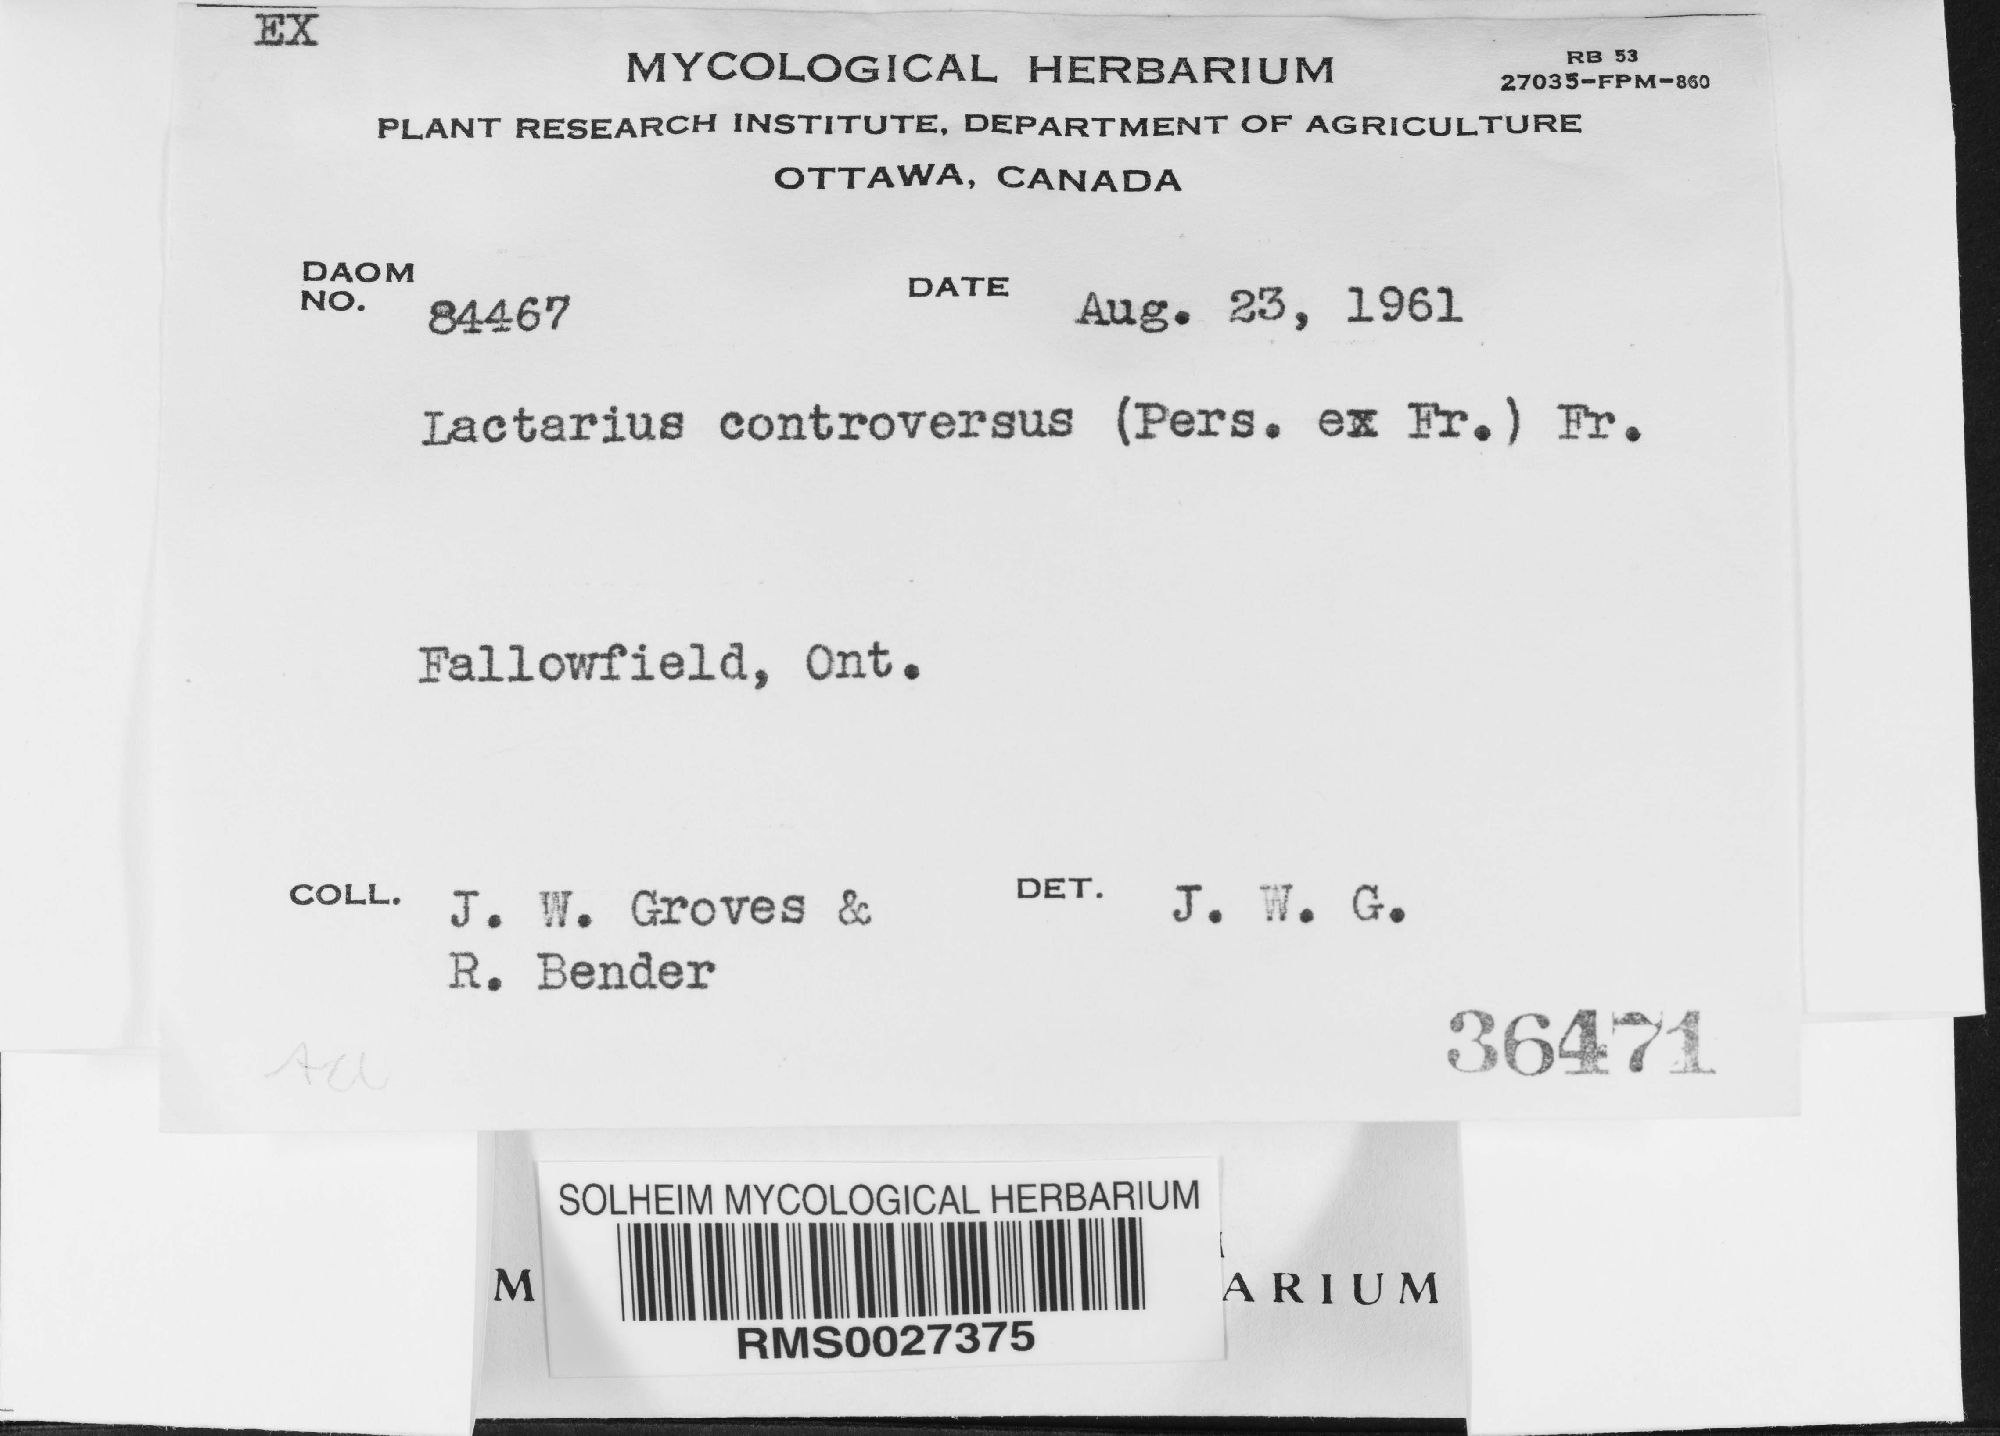 EX
MYCOLOGICAL HERBARIUM
RB 53
27035-FPM-860
PLANT RESEARCH INSTITUTE, DEPARTMENT OF AGRICULTURE
OTTAWA, CANADA
DAOM
NO. 84467
DATE Aug. 23, 1961
Lactarius controversus (Pers. ex Fr.) Fr.
Fallowfield, Ont.
COLL. J. W. Groves &
R. Bender
DET. J. W. G.
36471
SOLHEIM MYCOLOGICAL HERBARIUM
M
ARIUM
RMS0027375